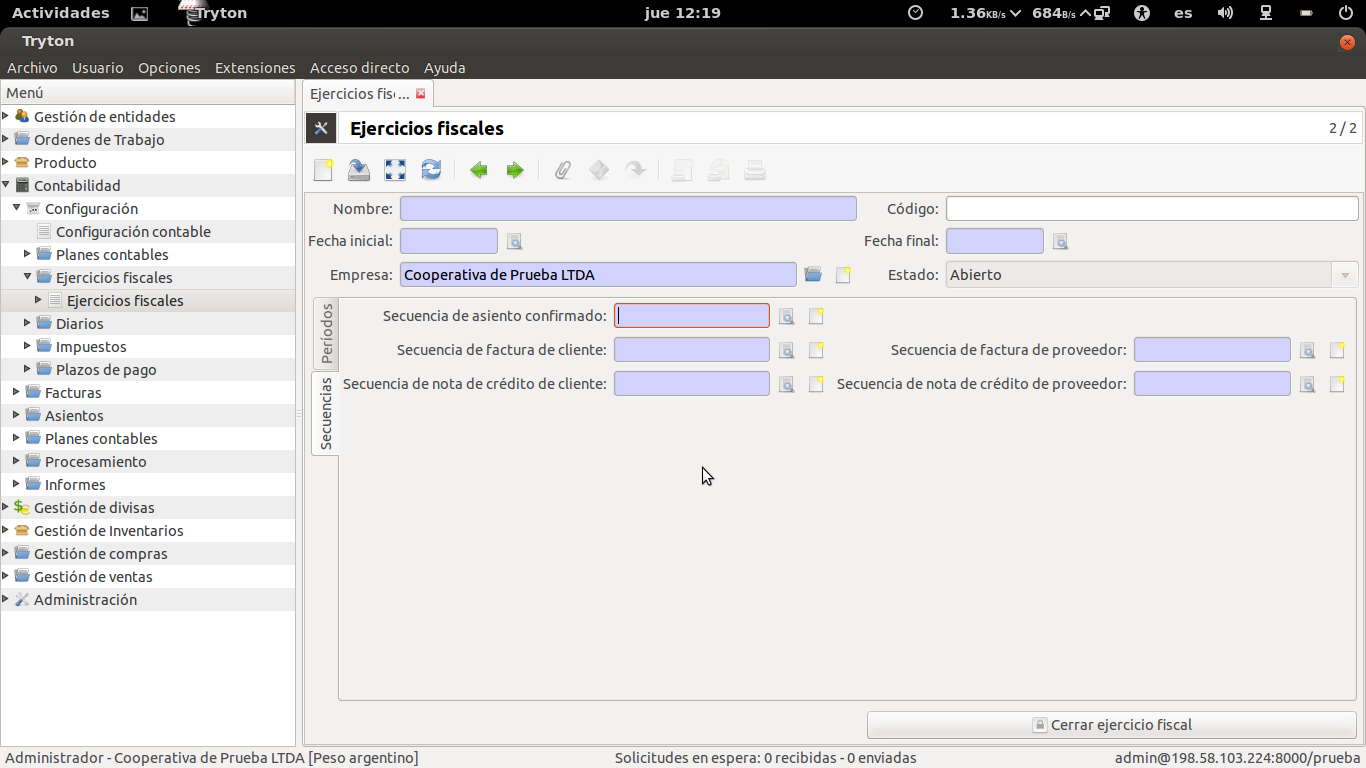 Actividades Tryton jue 12:19 1.36KB/s 684B/s es
Tryton
Archivo Usuario Opciones Extensiones Acceso directo Ayuda
Menú
Gestión de entidades
Ordenes de Trabajo
Producto
Contabilidad
Configuración
Configuración contable
Planes contables
Ejercicios fiscales
Ejercicios fiscales
Diarios
Impuestos
Plazos de pago
Facturas
Asientos
Planes contables
Procesamiento
Informes
Gestión de divisas
Gestión de Inventarios
Gestión de compras
Gestión de ventas
Administración
Ejercicios fis(...
Ejercicios fiscales 2 / 2
Nombre: Código:
Fecha inicial: Fecha final:
Empresa: Cooperativa de Prueba LTDA Estado: Abierto
Períodos
Secuencias
Secuencia de asiento confirmado:
Secuencia de factura de cliente: Secuencia de factura de proveedor:
Secuencia de nota de crédito de cliente: Secuencia de nota de crédito de proveedor:
Cerrar ejercicio fiscal
Administrador - Cooperativa de Prueba LTDA [Peso argentino] Solicitudes en espera: 0 recibidas - 0 enviadas admin@198.58.103.224:8000/prueba